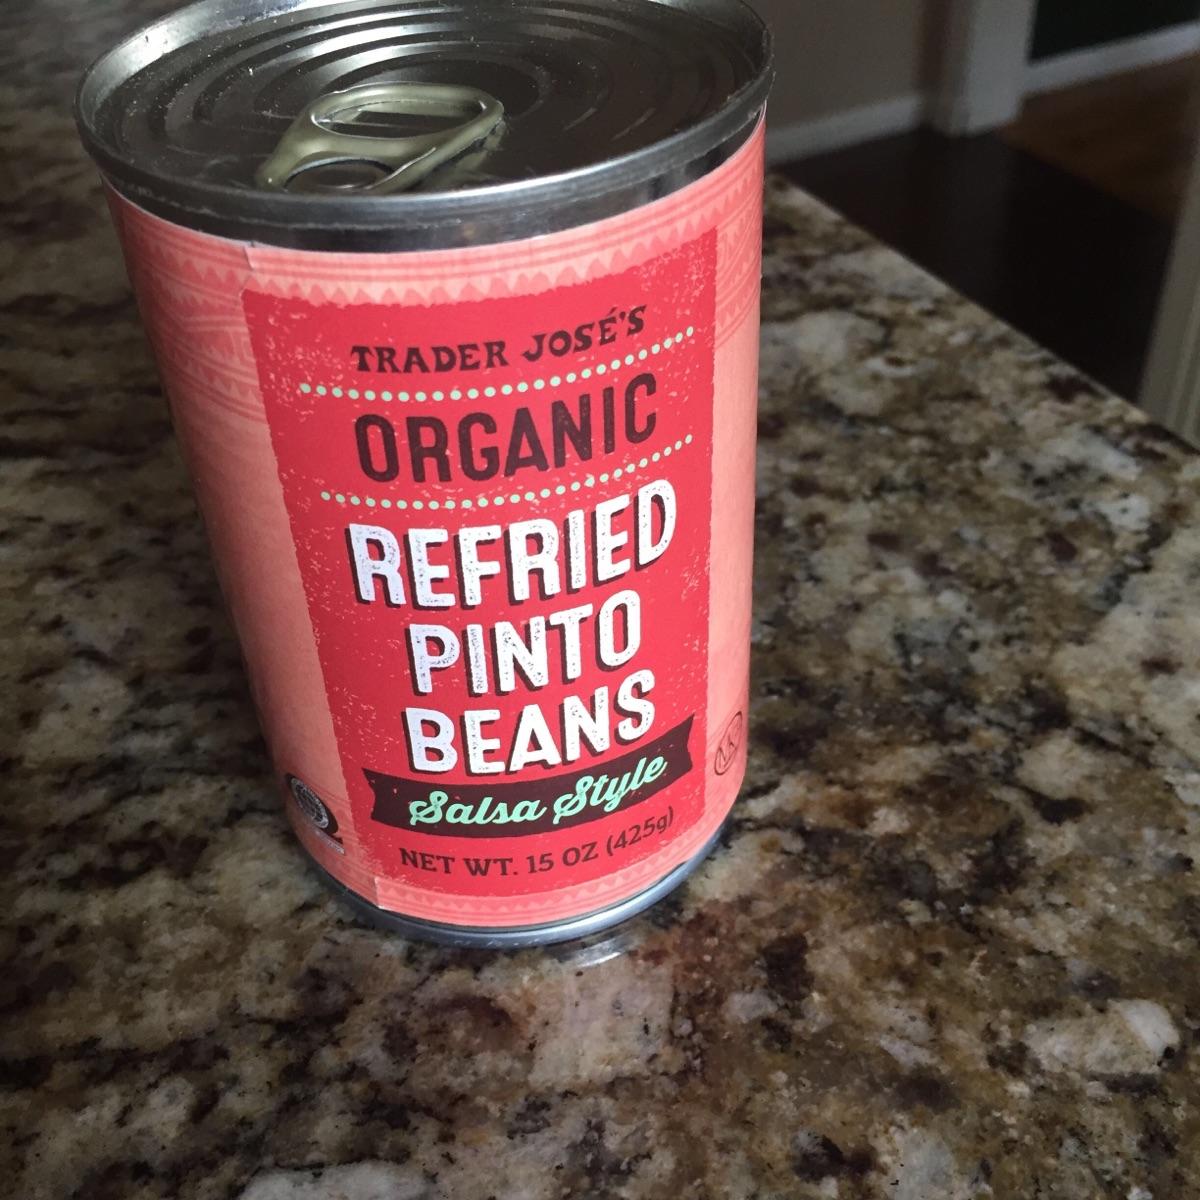 TRADER JOSÉ'S
ORGANIC
REFRIED
PINTO
BEANS
Salsa Style
NET WT. 15 OZ (425g)